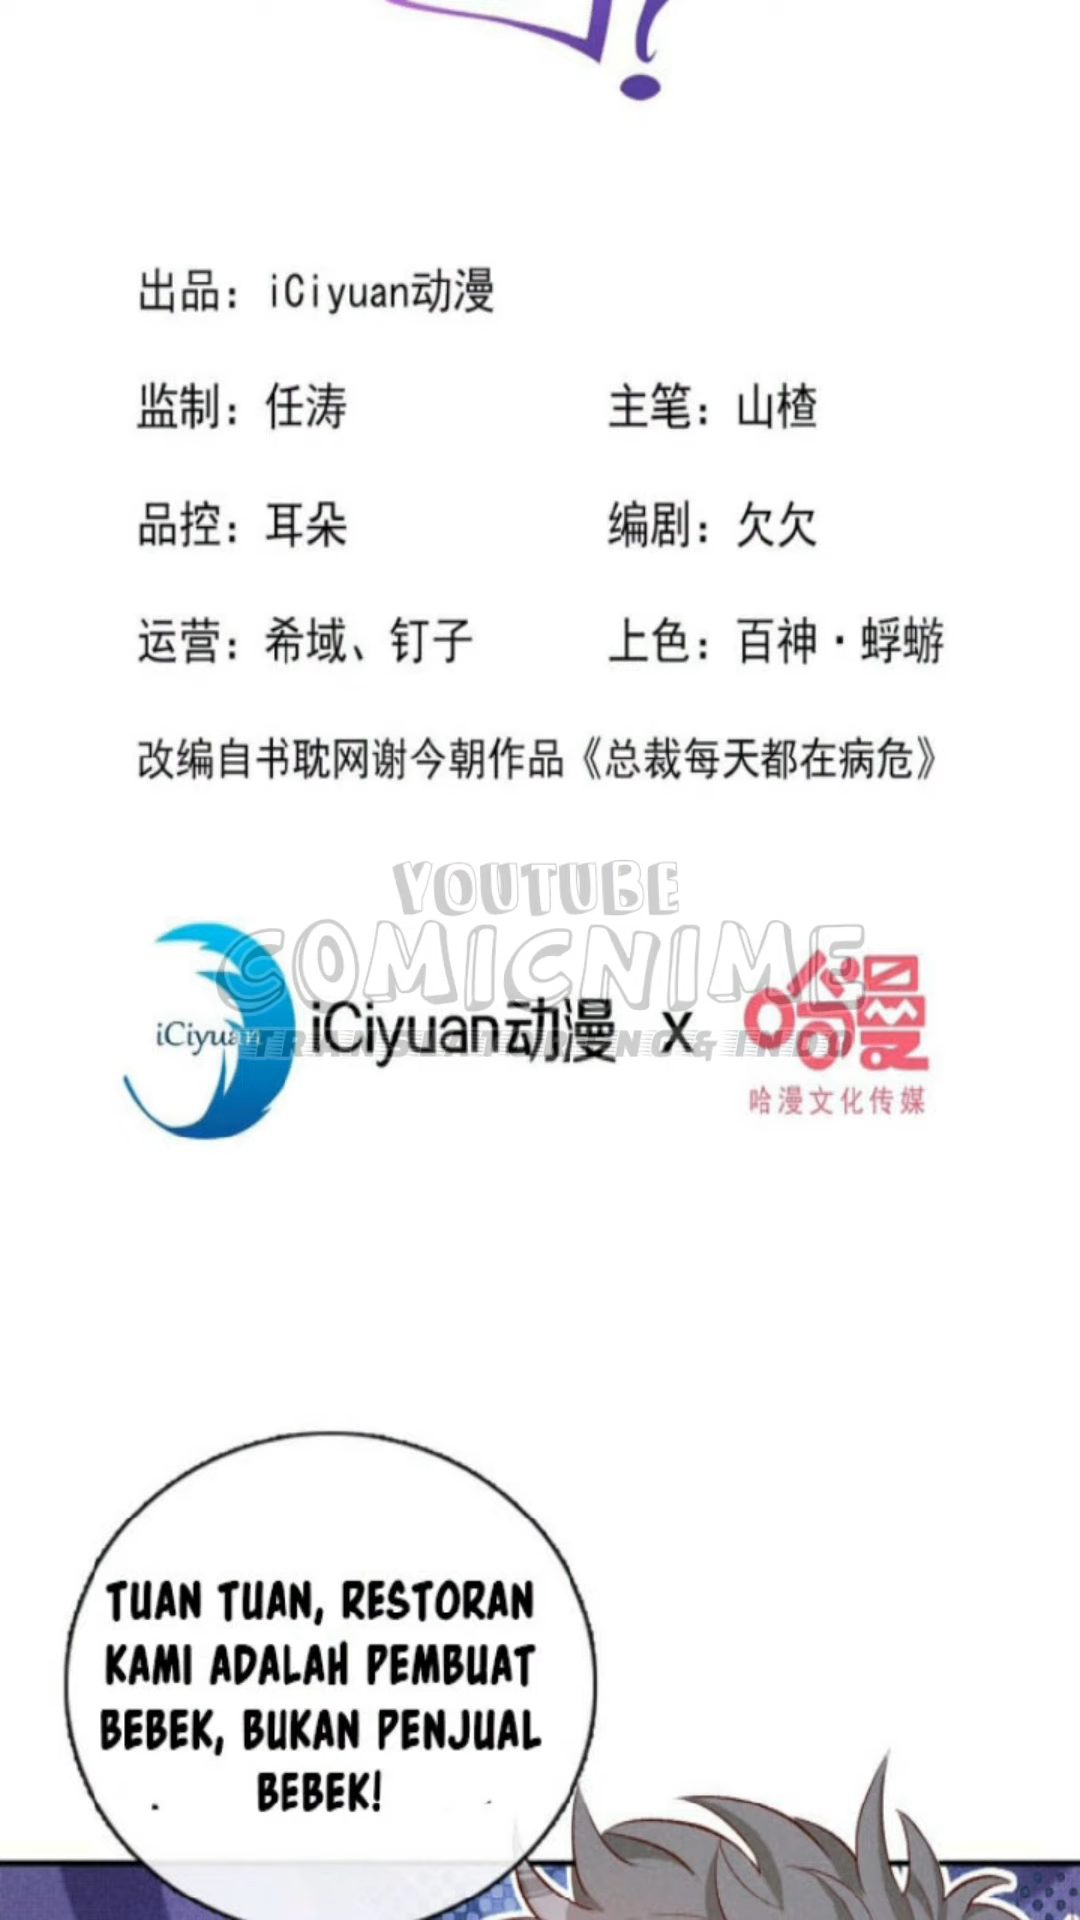 ?
出品：iCiyuan动漫
监制：任涛 主笔：山楂
品控：耳朵 编剧：欠欠
运营：希域、钉子 上色：百神·蜉蝣
改编自书耽网谢今朝作品《总裁每天都在病危》
YOUTUBE
COMICNIME
iCiyuan
iCiyuan动漫 x 哈漫
哈漫文化传媒
TUAN TUAN, RESTORAN
KAMI ADALAH PEMBUAT
BEBEK, BUKAN PENJUAL
BEBEK!